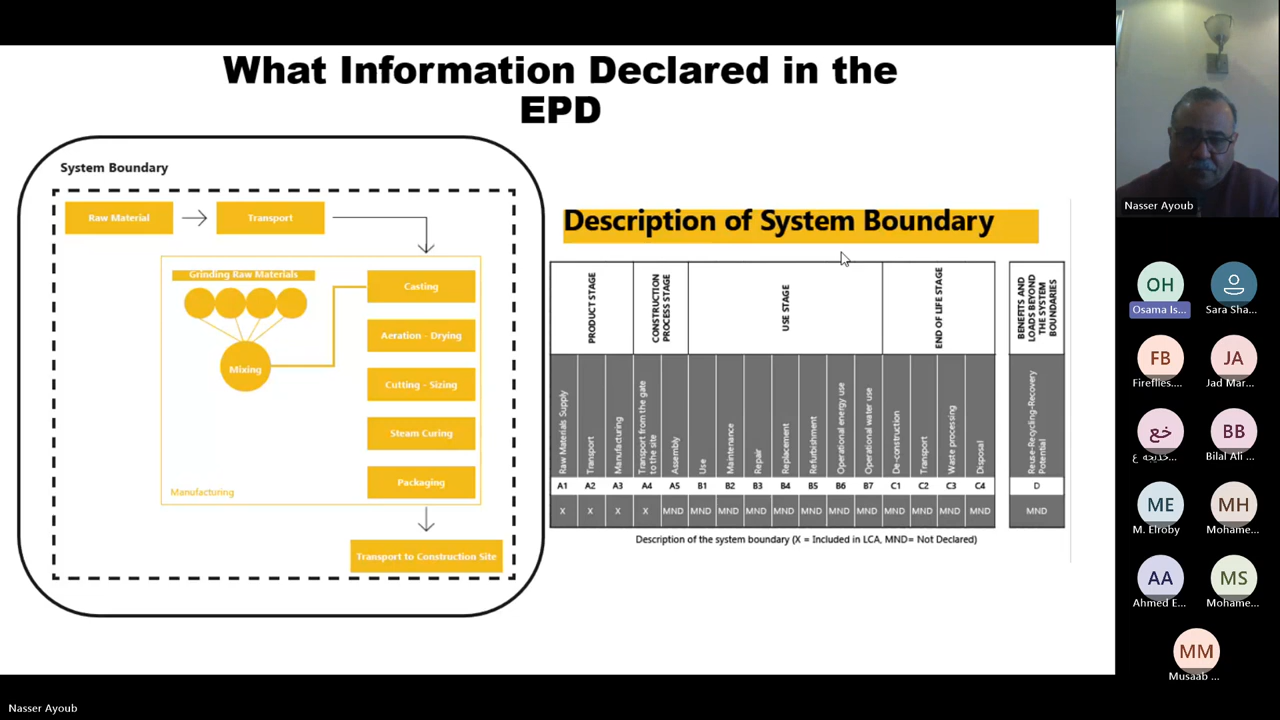 What Information Declared in the
EPD
System Boundary
Raw Material
Transport
Grinding Raw Materials
Mixing
Casting
Aeration - Drying
Cutting - Sizing
Steam Curing
Packaging
Manufacturing
Transport to Construction Site
Description of System Boundary
PRODUCT STAGE
CONSTRUCTION
PROCESS STAGE
USE STAGE
END OF LIFE STAGE
BENEFITS AND
LOADS BEYOND
THE SYSTEM
BOUNDARIES
Raw Materials Supply
Transport
Manufacturing
Transport from the gate
to the site
Assembly
Use
Maintenance
Repair
Replacement
Refurbishment
Operational energy use
Operational water use
De-construction
Transport
Waste processing
Disposal
Reuse-Recycling-Recovery
Potential
A1 A2 A3 A4 A5 B1 B2 B3 B4 B5 B6 B7 C1 C2 C3 C4 D
X X X X MND MND MND MND MND MND MND MND MND MND MND MND MND
Description of the system boundary (X = Included in LCA, MND= Not Declared)
Nasser Ayoub
OH
Osama Is...
Sara Sha...
FB
Fireflies....
JA
Jad Mar...
خع
خديجه ع...
BB
Bilal Ali ...
ME
M. Elroby
MH
Mohame...
AA
Ahmed E...
MS
Mohame...
MM
Musaab ...
Nasser Ayoub